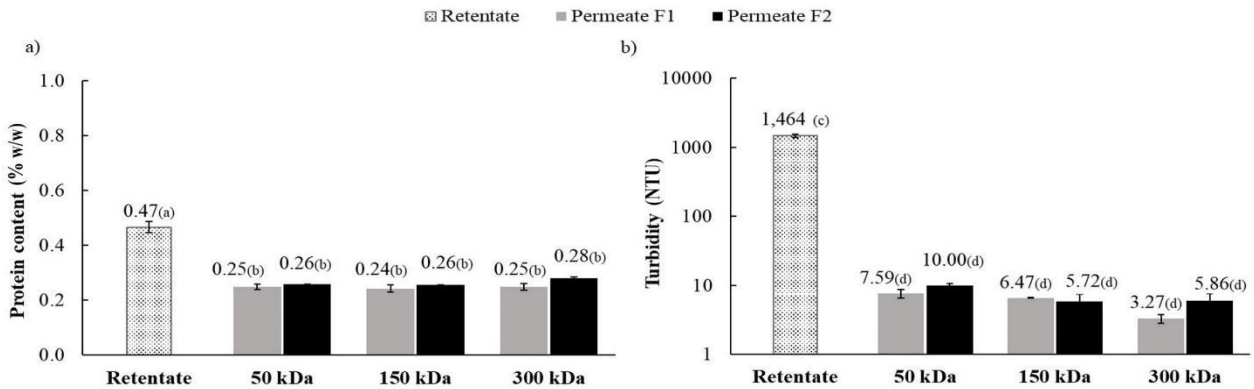 Retentate Permeate F1 Permeate F2
a)
Protein content (% w/w)
1.0
0.8
0.6
0.4
0.2
0.0
0.47(a)
0.25(b) 0.26(b) 0.24(b) 0.26(b) 0.25(b) 0.28(b)
Retentate 50 kDa 150 kDa 300 kDa
b)
Turbidity (NTU)
10000
1000
100
10
1
1,464 (c)
7.59(d) 10.00(d) 6.47(d) 5.72(d) 3.27(d) 5.86(d)
Retentate 50 kDa 150 kDa 300 kDa